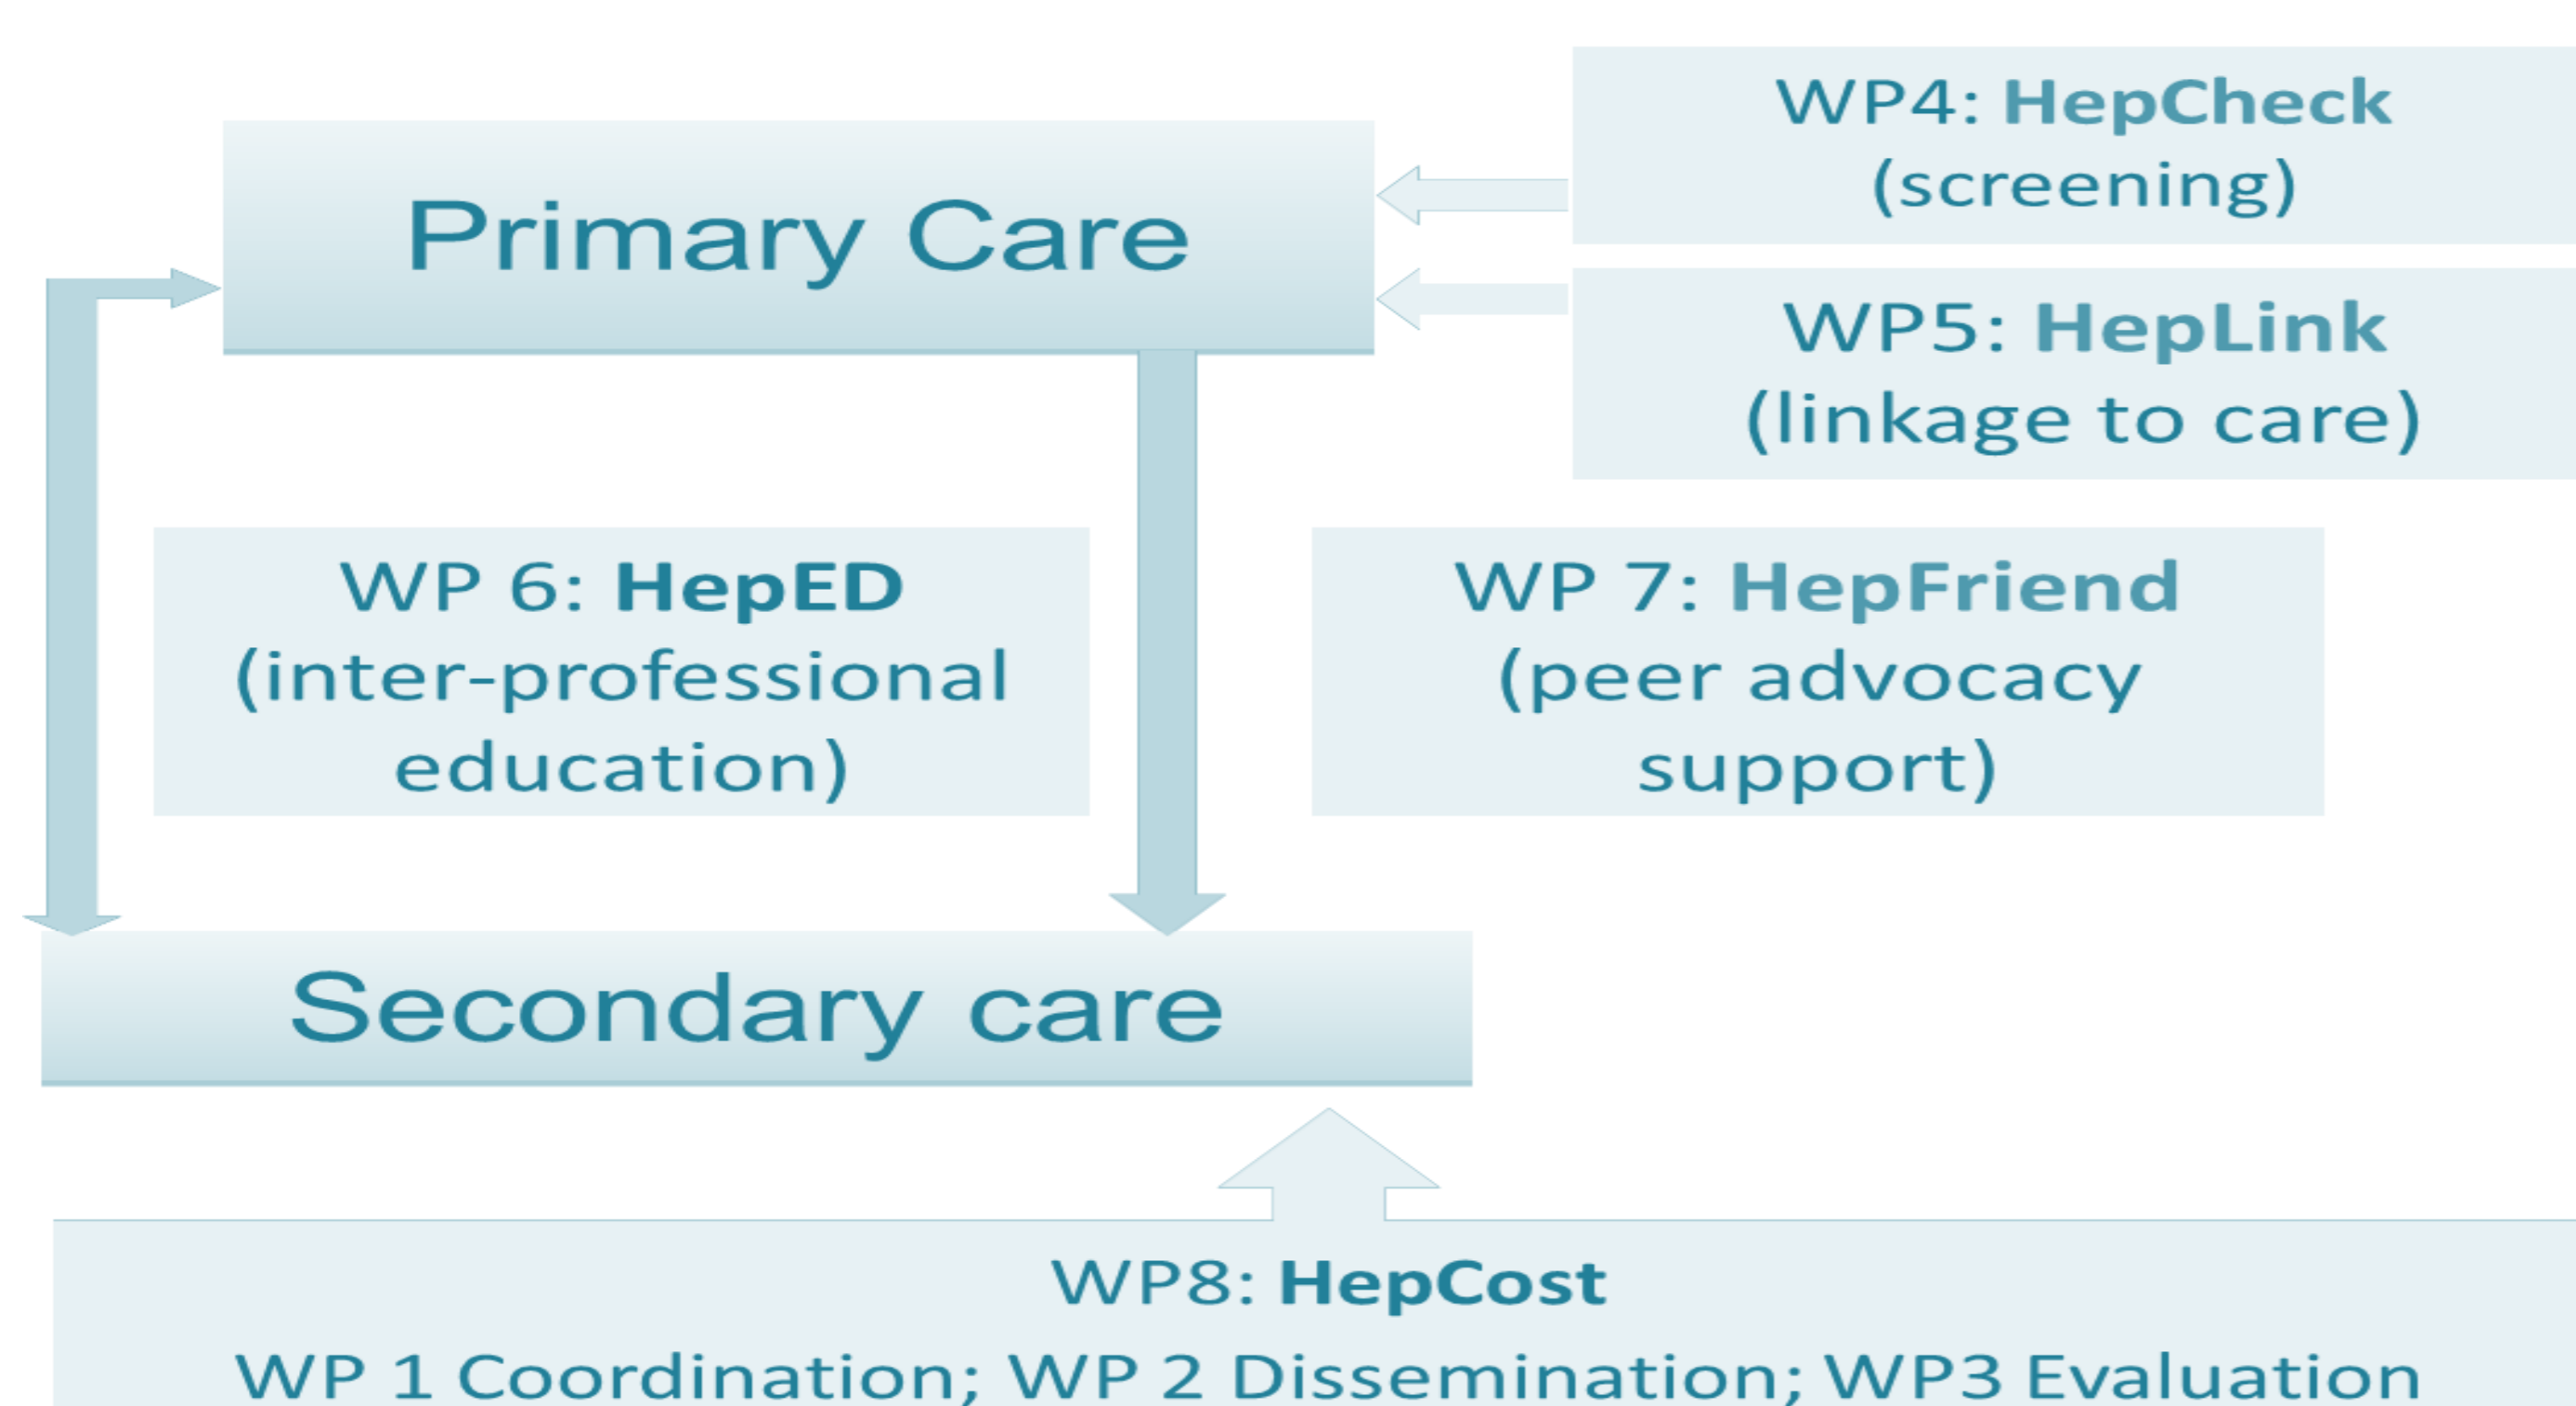 WP4: HepCheck
(screening)
Primary Care
WP5: HepLink
(linkage to care)
WP 6: HepED
(inter-professional
education)
WP 7: HepFriend
(peer advocacy
support)
Secondary care
WP8: HepCost
WP 1 Coordination; WP 2 Dissemination; WP3 Evaluation